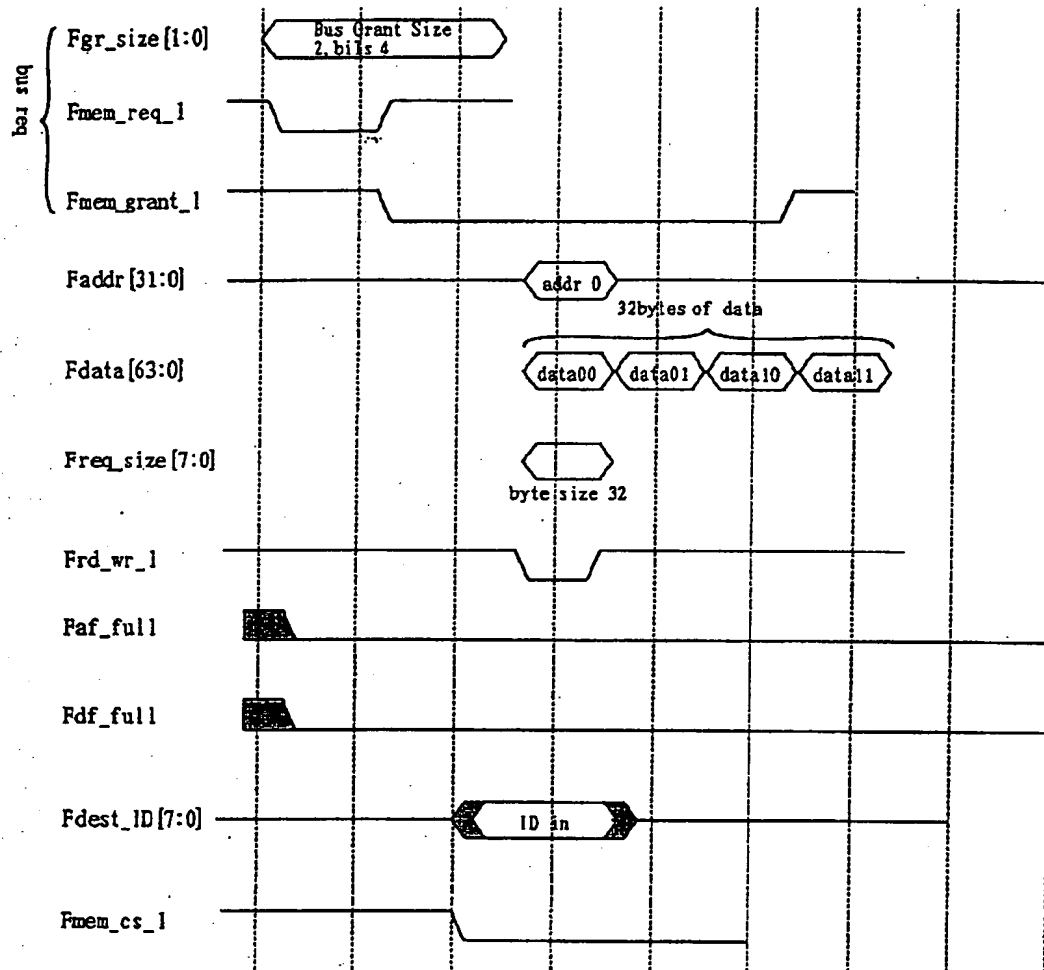 bus req
Fgr_size[1:0]
Bus Grant Size
2, bils 4
Fmem_req_l
Fmem_grant_l
Faddr[31:0]
addr 0
32bytes of data
Fdata[63:0]
data00 data01 data10 data11
Freq_size[7:0]
byte size 32
Frd_wr_l
Faf_full
Fdf_full
Fdest_ID[7:0]
ID in
Fmem_cs_l